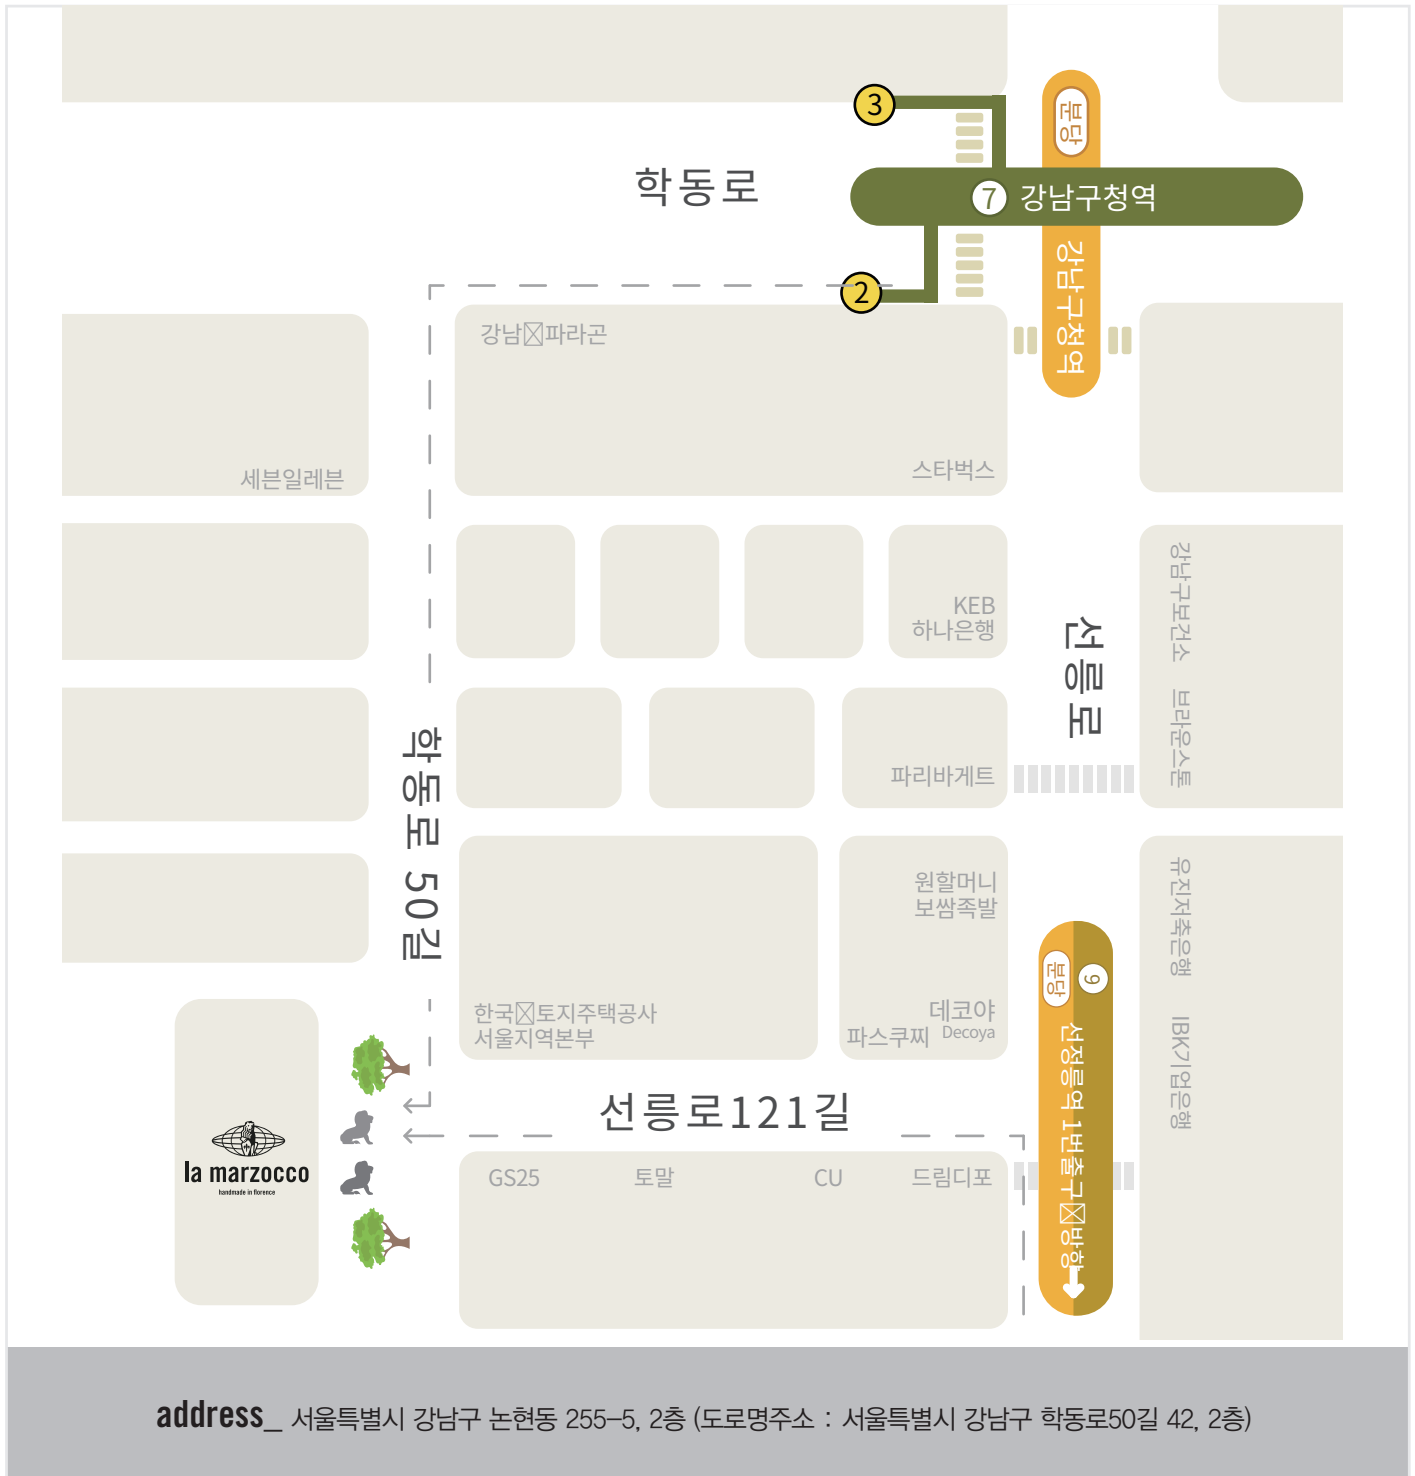 분당
3
학동로
7 강남구청역
강남구청역
2
강남 파라곤
세븐일레븐
스타벅스
KEB
하나은행
강남구보건소
선릉로
브라운스톤
파리바게트
학동로 50길
원할머니
보쌈족발
유진저축은행
9
분당
한국 토지주택공사
서울지역본부
데코야
Decoya
파스쿠찌
선정릉역 1번출구 방향
IBK기업은행
선릉로121길
la marzocco
handmade in florence
GS25
토말
CU
드림디포
address_ 서울특별시 강남구 논현동 255-5, 2층 (도로명주소 : 서울특별시 강남구 학동로50길 42, 2층)